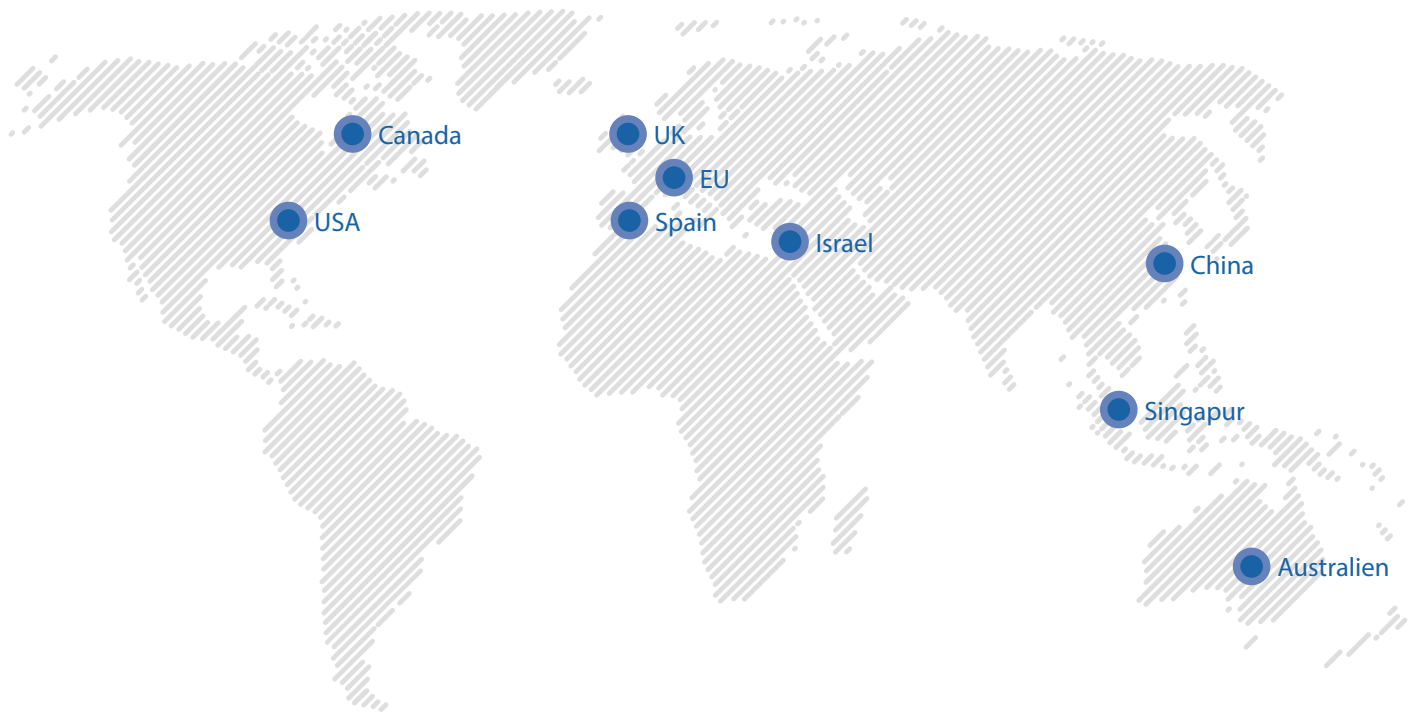 Canada
UK
EU
USA
Spain
Israel
China
Singapur
Australien